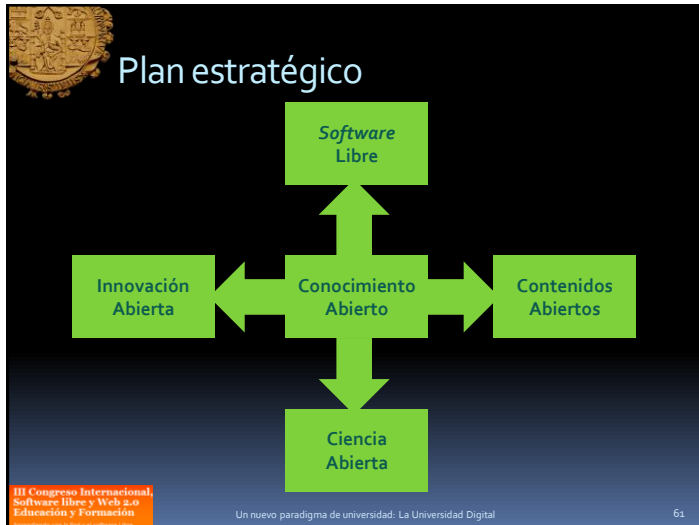 Plan estratégico
Software
Libre
Innovación
Abierta
Conocimiento
Abierto
Contenidos
Abiertos
Ciencia
Abierta
III Congreso Internacional,
Software libre y Web 2.0
Educación y Formación
Un nuevo paradigma de universidad: La Universidad Digital
61